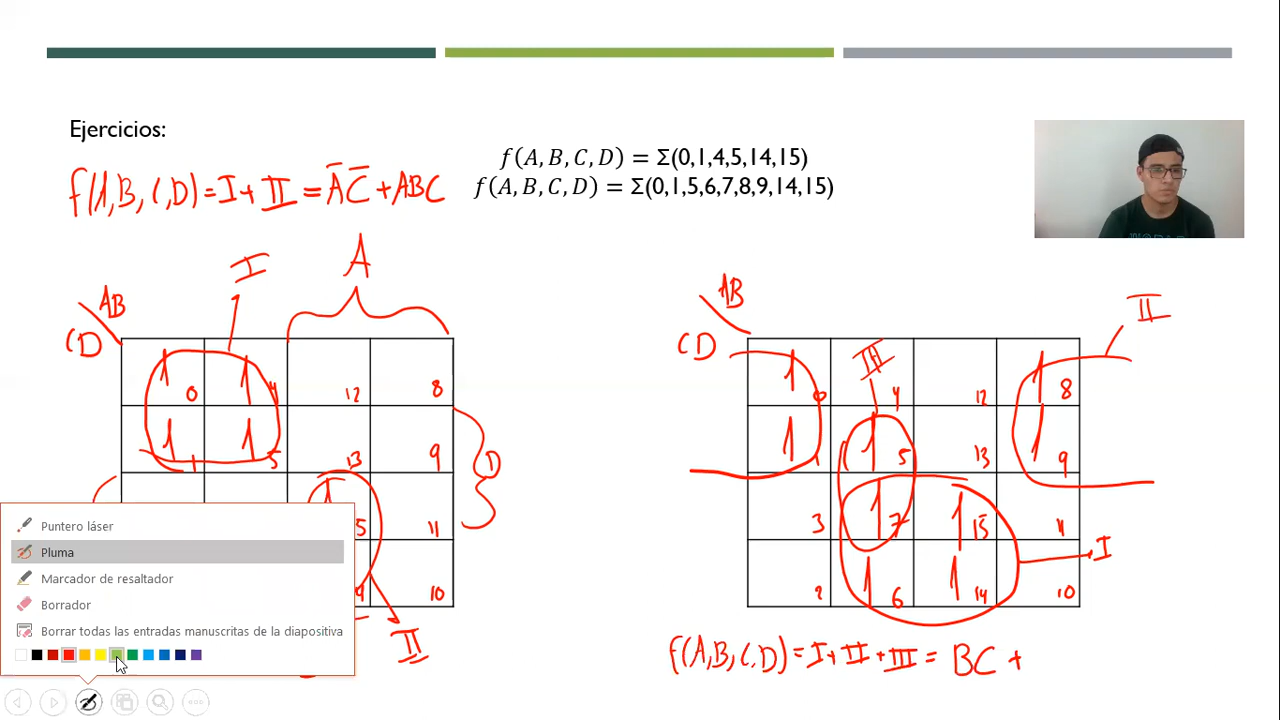 Ejercicios:
f(A, B, C, D) = Σ(0,1,4,5,14,15)
f(A, B, C, D) = Σ(0,1,5,6,7,8,9,14,15)
f(A,B,C,D)=I+II=A̅C̅+ABC
I
A
AB
CD
1 0 1 4 12 8
1 1 1 5 13 9
D
5 11
10
II
AB
CD
II
III
1 0 4 12 1 8
1 1 1 5 13 1 9
3 1 7 1 15 11
I
2 1 6 1 14 10
f(A,B,C,D)=I+II+III=BC+
Puntero láser
Pluma
Marcador de resaltador
Borrador
Borrar todas las entradas manuscritas de la diapositiva